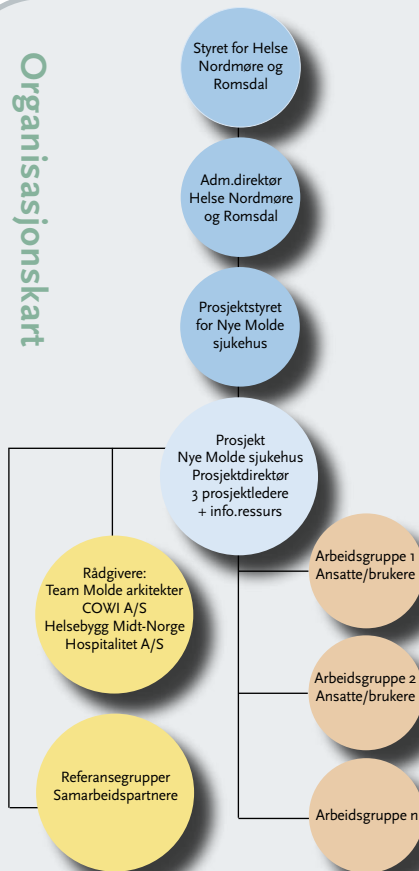 Organisasjonskart
Styret for Helse
Nordmøre og
Romsdal
Adm.direktør
Helse Nordmøre
og Romsdal
Prosjektstyret
for Nye Molde
sjukehus
Prosjekt
Nye Molde sjukehus
Prosjektdirektør
3 prosjektledere
+ info.ressurs
Rådgivere:
Team Molde arkitekter
COWI A/S
Helsebygg Midt-Norge
Hospitalitet A/S
Referansegrupper
Samarbeidspartnere
Arbeidsgruppe 1
Ansatte/brukere
Arbeidsgruppe 2
Ansatte/brukere
Arbeidsgruppe n